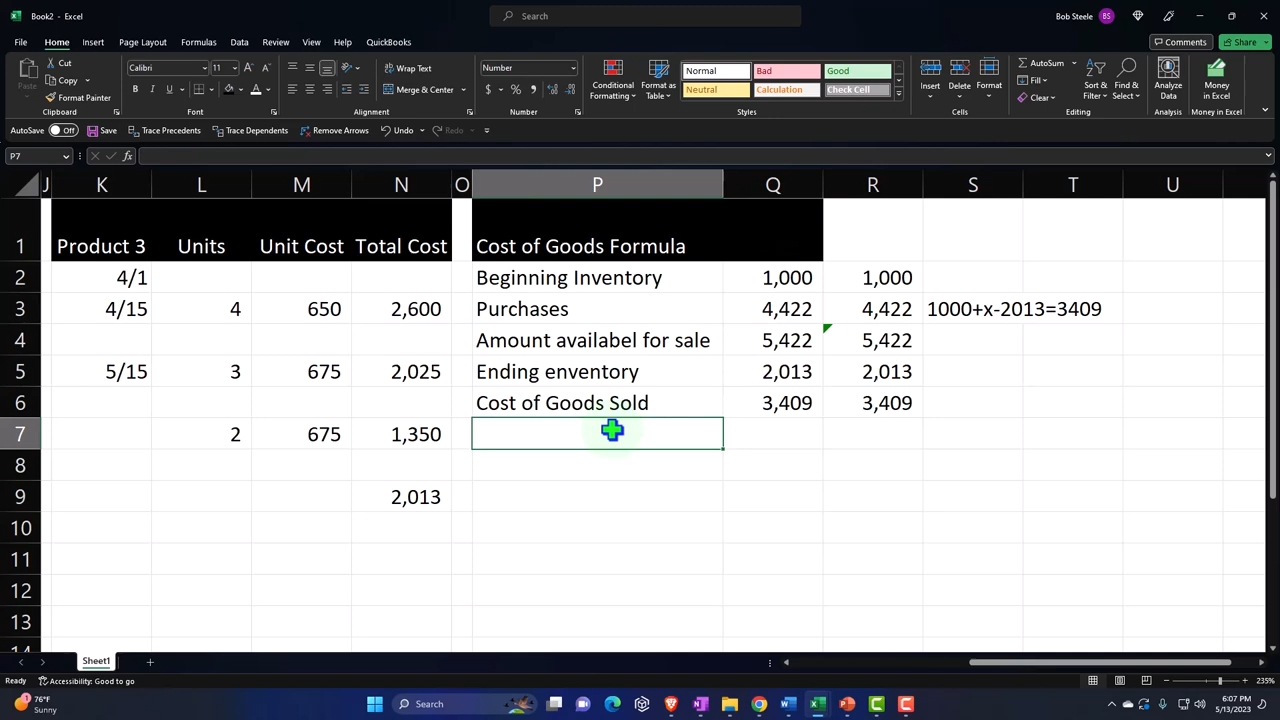 Book2 - Excel
Search
Bob Steele
BS
File
Home
Insert
Page Layout
Formulas
Data
Review
View
Help
QuickBooks
Comments
Share
Paste
Cut
Copy
Format Painter
Clipboard
Calibri
11
Font
Wrap Text
Merge & Center
Alignment
Number
Number
Conditional Formatting
Format as Table
Normal
Bad
Good
Neutral
Calculation
Check Cell
Styles
Insert
Delete
Format
Cells
AutoSum
Fill
Clear
Sort & Filter
Find & Select
Editing
Analyze Data
Analysis
Money in Excel
Money in Excel
AutoSave Off Save Trace Precedents Trace Dependents Remove Arrows Undo Redo
P7
fx
J K L M N O P Q R S T U
1 Product 3 Units Unit Cost Total Cost Cost of Goods Formula
2 4/1 Beginning Inventory 1,000 1,000
3 4/15 4 650 2,600 Purchases 4,422 4,422 1000+x-2013=3409
4 Amount availabel for sale 5,422 5,422
5 5/15 3 675 2,025 Ending enventory 2,013 2,013
6 Cost of Goods Sold 3,409 3,409
7 2 675 1,350
8
9 2,013
10
11
12
13
14
Sheet1
Ready
Accessibility: Good to go
235%
76°F
Sunny
Search
6:07 PM
5/13/2023